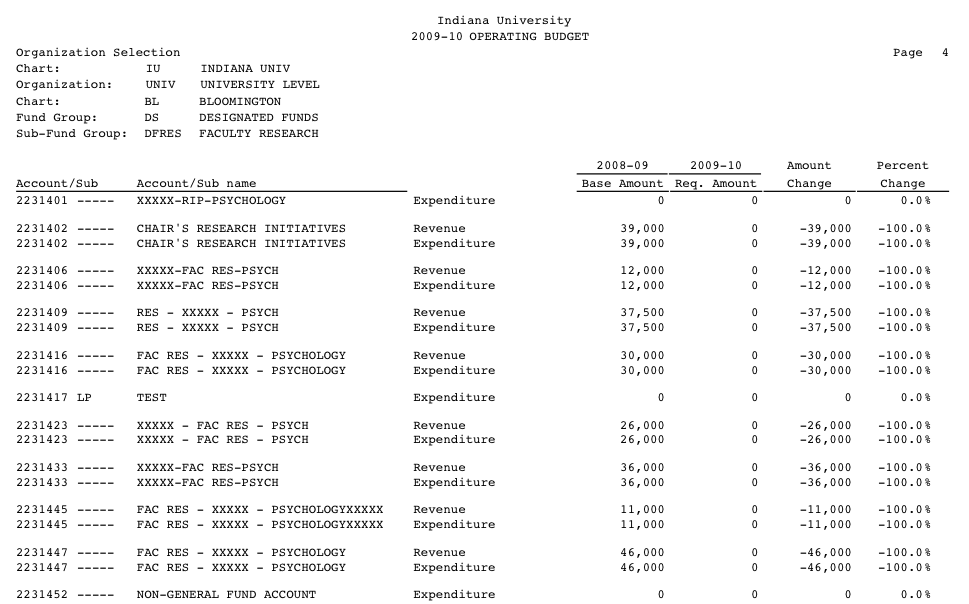 Indiana University
2009-10 OPERATING BUDGET
Organization Selection Page 4
Chart: IU INDIANA UNIV
Organization: UNIV UNIVERSITY LEVEL
Chart: BL BLOOMINGTON
Fund Group: DS DESIGNATED FUNDS
Sub-Fund Group: DFRES FACULTY RESEARCH
2008-09 2009-10 Amount Percent
Account/Sub Account/Sub name Base Amount Req. Amount Change Change
2231401 ----- XXXXX-RIP-PSYCHOLOGY Expenditure 0 0 0 0.0%
2231402 ----- CHAIR'S RESEARCH INITIATIVES Revenue 39,000 0 -39,000 -100.0%
2231402 ----- CHAIR'S RESEARCH INITIATIVES Expenditure 39,000 0 -39,000 -100.0%
2231406 ----- XXXXX-FAC RES-PSYCH Revenue 12,000 0 -12,000 -100.0%
2231406 ----- XXXXX-FAC RES-PSYCH Expenditure 12,000 0 -12,000 -100.0%
2231409 ----- RES - XXXXX - PSYCH Revenue 37,500 0 -37,500 -100.0%
2231409 ----- RES - XXXXX - PSYCH Expenditure 37,500 0 -37,500 -100.0%
2231416 ----- FAC RES - XXXXX - PSYCHOLOGY Revenue 30,000 0 -30,000 -100.0%
2231416 ----- FAC RES - XXXXX - PSYCHOLOGY Expenditure 30,000 0 -30,000 -100.0%
2231417 LP TEST Expenditure 0 0 0 0.0%
2231423 ----- XXXXX - FAC RES - PSYCH Revenue 26,000 0 -26,000 -100.0%
2231423 ----- XXXXX - FAC RES - PSYCH Expenditure 26,000 0 -26,000 -100.0%
2231433 ----- XXXXX-FAC RES-PSYCH Revenue 36,000 0 -36,000 -100.0%
2231433 ----- XXXXX-FAC RES-PSYCH Expenditure 36,000 0 -36,000 -100.0%
2231445 ----- FAC RES - XXXXX - PSYCHOLOGYXXXXX Revenue 11,000 0 -11,000 -100.0%
2231445 ----- FAC RES - XXXXX - PSYCHOLOGYXXXXX Expenditure 11,000 0 -11,000 -100.0%
2231447 ----- FAC RES - XXXXX - PSYCHOLOGY Revenue 46,000 0 -46,000 -100.0%
2231447 ----- FAC RES - XXXXX - PSYCHOLOGY Expenditure 46,000 0 -46,000 -100.0%
2231452 ----- NON-GENERAL FUND ACCOUNT Expenditure 0 0 0 0.0%